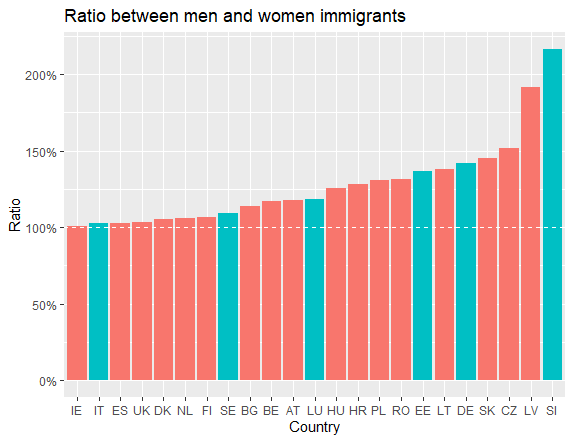 Ratio between men and women immigrants
200%
150%
100%
50%
0%
Ratio
IE IT ES UK DK NL FI SE BG BE AT LU HU HR PL RO EE LT DE SK CZ LV SI
Country